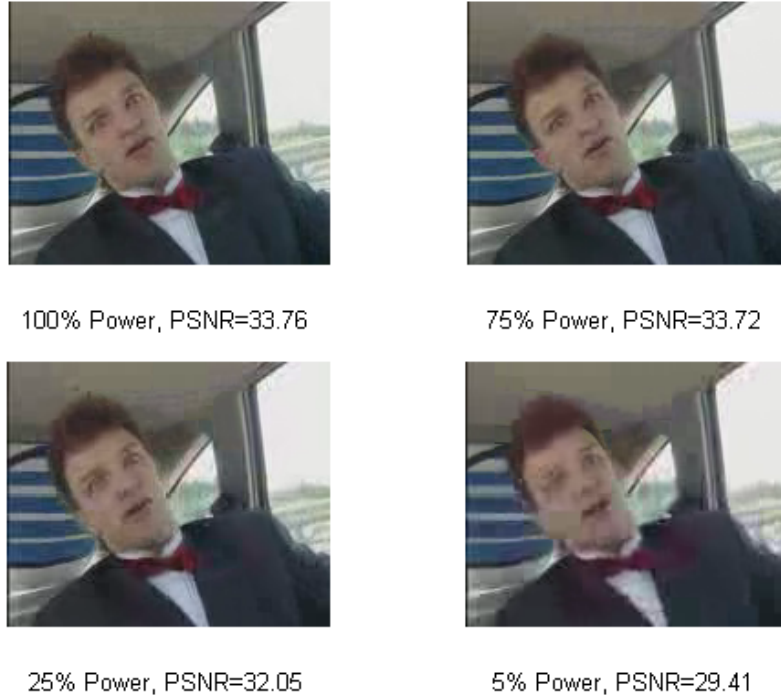 100% Power, PSNR=33.76
75% Power, PSNR=33.72
25% Power, PSNR=32.05
5% Power, PSNR=29.41